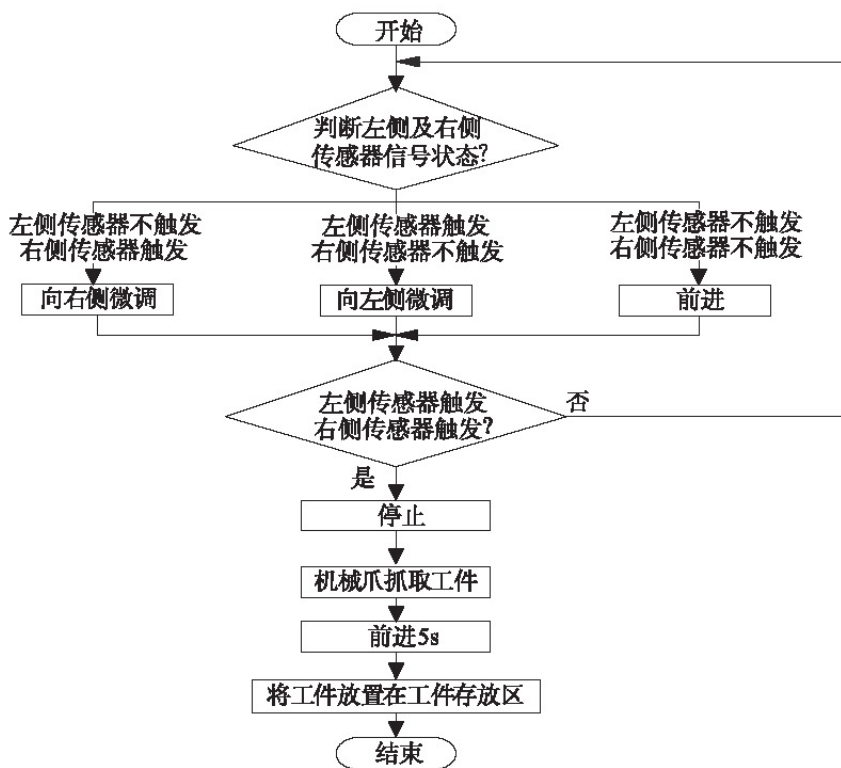 开始
判断左侧及右侧
传感器信号状态?
左侧传感器不触发
右侧传感器触发
左侧传感器触发
右侧传感器不触发
左侧传感器不触发
右侧传感器不触发
向右侧微调
向左侧微调
前进
左侧传感器触发
右侧传感器触发?
否
是
停止
机械爪抓取工件
前进5s
将工件放置在工件存放区
结束